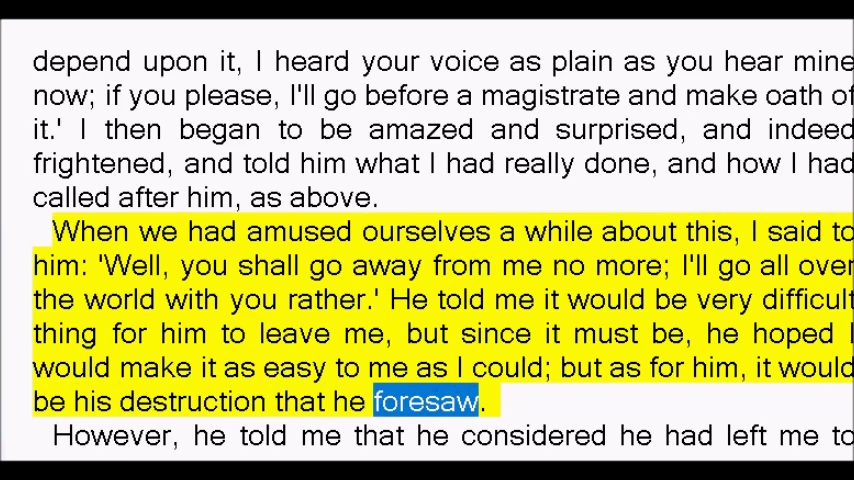 depend upon it, I heard your voice as plain as you hear mine
now; if you please, I'll go before a magistrate and make oath of
it.' I then began to be amazed and surprised, and indeed
frightened, and told him what I had really done, and how I had
called after him, as above.
When we had amused ourselves a while about this, I said to
him: 'Well, you shall go away from me no more; I'll go all over
the world with you rather.' He told me it would be very difficult
thing for him to leave me, but since it must be, he hoped I
would make it as easy to me as I could; but as for him, it would
be his destruction that he foresaw.
However, he told me that he considered he had left me to